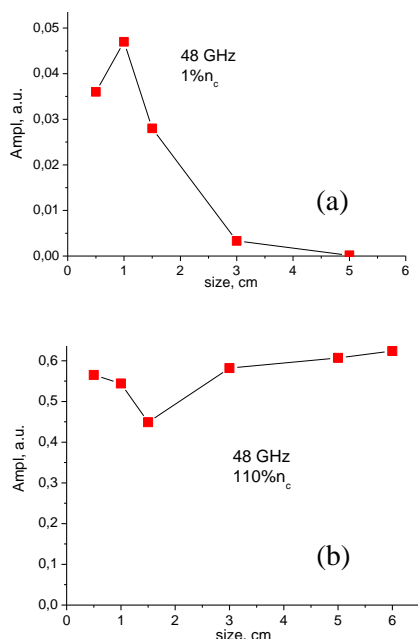 0,05
0,04
0,03
0,02
0,01
0,00
Ampl, a.u.
48 GHz
1%n_c
(a)
0 1 2 3 4 5 6
size, cm
0,6
0,5
0,4
0,3
0,2
0,1
0,0
Ampl, a.u.
48 GHz
110%n_c
(b)
0 1 2 3 4 5 6
size, cm